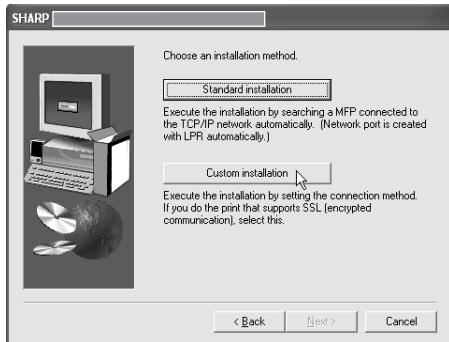 SHARP
Choose an installation method.
Standard installation
Execute the installation by searching a MFP connected to
the TCP/IP network automatically. (Network port is created
with LPR automatically.)
Custom installation
Execute the installation by setting the connection method.
If you do the print that supports SSL (encrypted
communication), select this.
< Back Next > Cancel